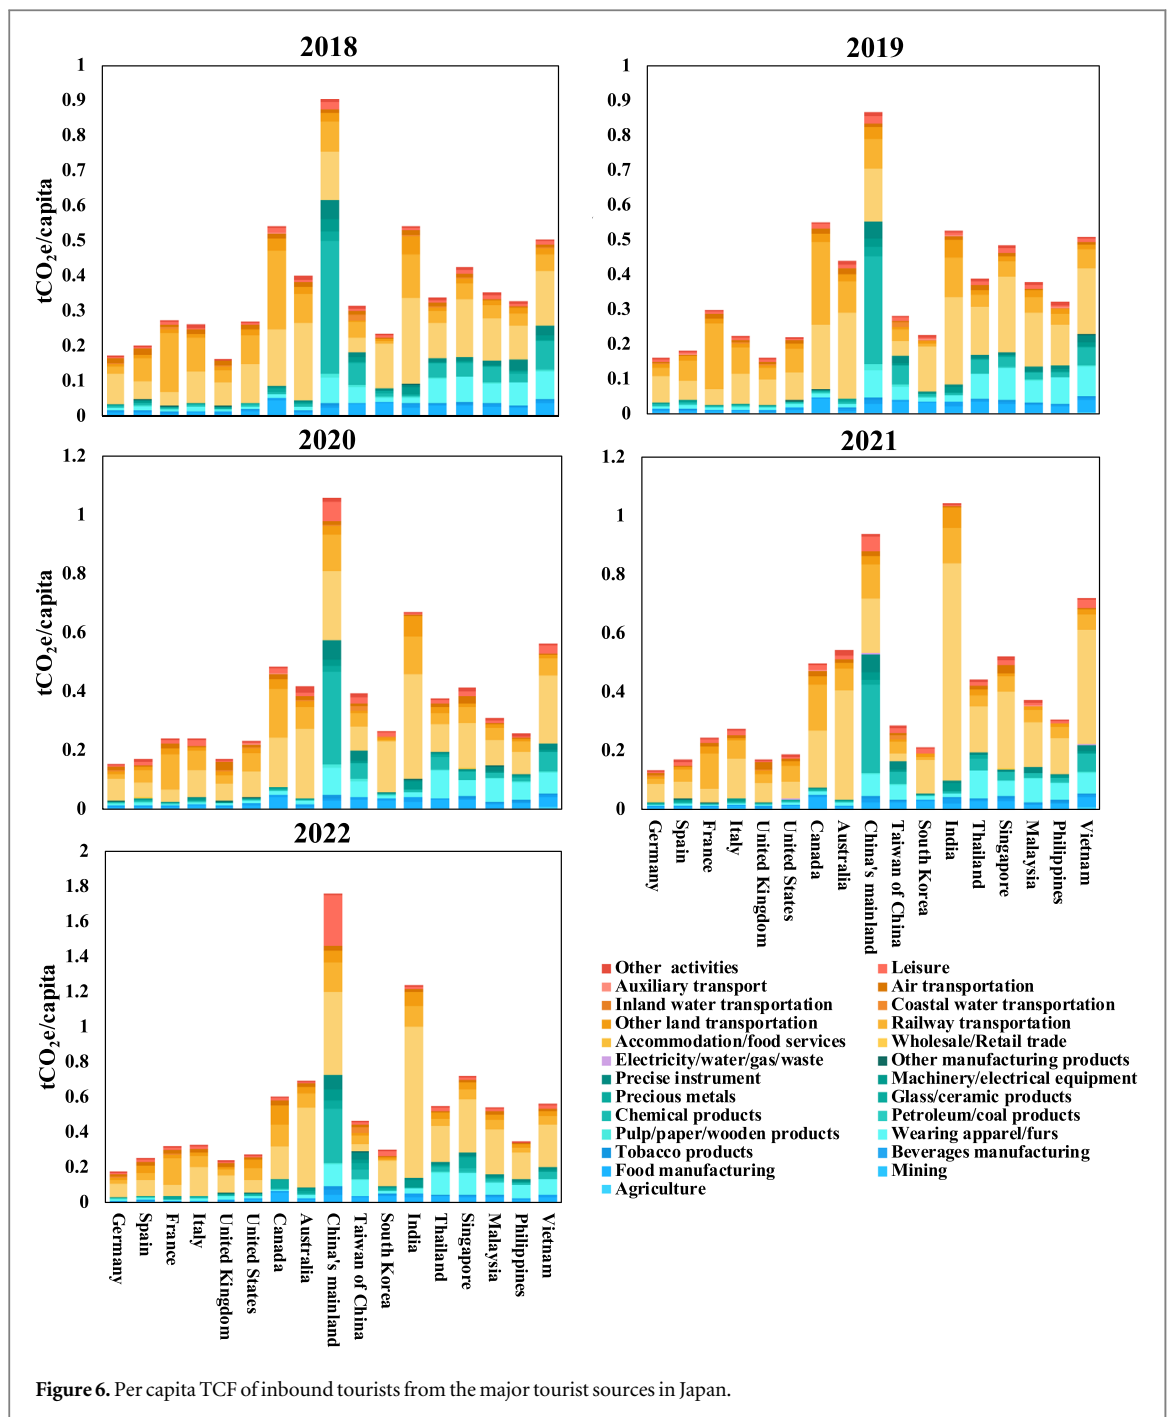 2018
1
0.9
0.8
0.7
0.6
0.5
0.4
0.3
0.2
0.1
0
tCO2e/capita
2019
1
0.9
0.8
0.7
0.6
0.5
0.4
0.3
0.2
0.1
0
2020
1.2
1
0.8
0.6
0.4
0.2
0
tCO2e/capita
2021
1.2
1
0.8
0.6
0.4
0.2
0
Germany
Spain
France
Italy
United Kingdom
United States
Canada
Australia
China's mainland
Taiwan of China
South Korea
India
Thailand
Singapore
Malaysia
Philippines
Vietnam
2022
2
1.8
1.6
1.4
1.2
1
0.8
0.6
0.4
0.2
0
tCO2e/capita
Germany
Spain
France
Italy
United Kingdom
United States
Canada
Australia
China's mainland
Taiwan of China
South Korea
India
Thailand
Singapore
Malaysia
Philippines
Vietnam
Other activities
Leisure
Auxiliary transport
Air transportation
Inland water transportation
Coastal water transportation
Other land transportation
Railway transportation
Accommodation/food services
Wholesale/Retail trade
Electricity/water/gas/waste
Other manufacturing products
Precise instrument
Machinery/electrical equipment
Precious metals
Glass/ceramic products
Chemical products
Petroleum/coal products
Pulp/paper/wooden products
Wearing apparel/furs
Tobacco products
Beverages manufacturing
Food manufacturing
Mining
Agriculture
Figure 6. Per capita TCF of inbound tourists from the major tourist sources in Japan.